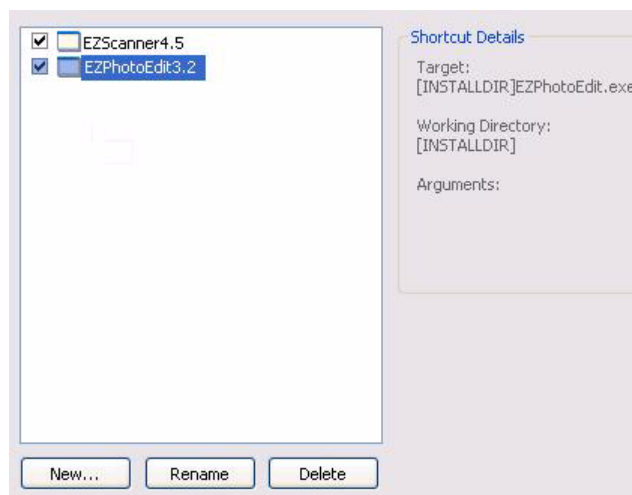 EZScanner4.5
EZPhotoEdit3.2
Shortcut Details
Target:
[INSTALLDIR]EZPhotoEdit.exe
Working Directory:
[INSTALLDIR]
Arguments:
New... Rename Delete